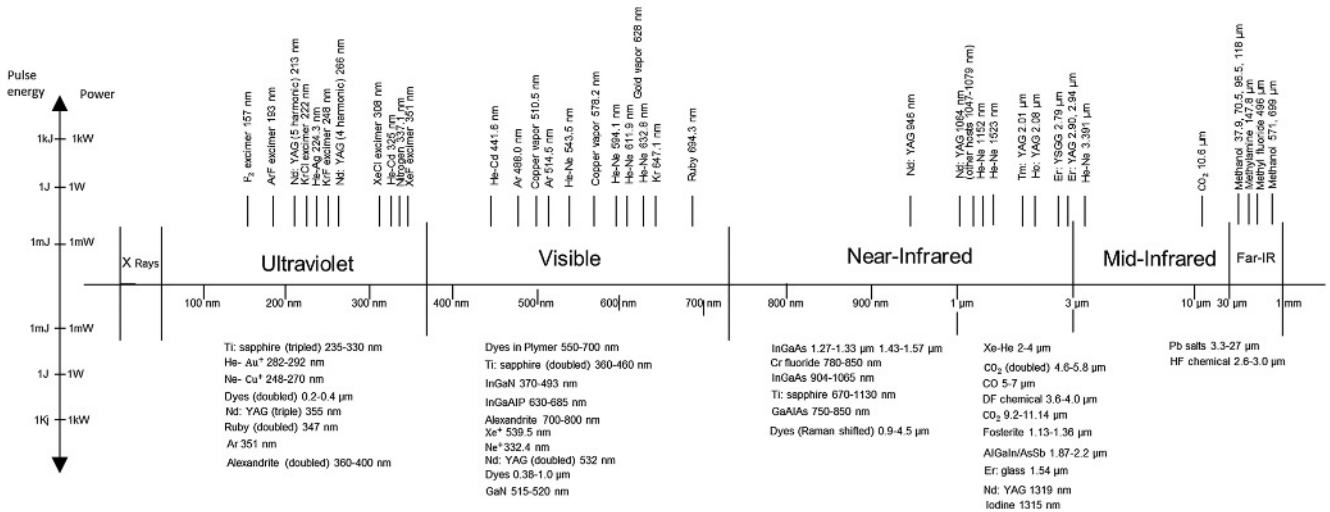 Pulse
energy
Power
1kJ
1kW
1J
1W
1mJ
1mW
1mJ
1mW
1J
1W
1Kj
1kW
F₂ excimer 157 nm
ArF excimer 193 nm
Nd: YAG (5 harmonic) 213 nm
KrCl excimer 222 nm
He-Ag 224.3 nm
KrF excimer 248 nm
Nd: YAG (4 harmonic) 266 nm
XeCl excimer 308 nm
He-Cd 325 nm
Nitrogen 337.1 nm
XeF excimer 351 nm
He-Cd 441.6 nm
Ar 488.0 nm
Copper vapor 510.5 nm
Ar 514.5 nm
He-Ne 543.5 nm
Copper vapor 578.2 nm
He-Ne 594.1 nm
He-Ne 611.9 nm
Gold vapor 628 nm
He-Ne 632.8 nm
Kr 647.1 nm
Ruby 694.3 nm
Nd: YAG 946 nm
Nd: YAG 1064 nm
(other hosts 1047-1079 nm)
He-Ne 1152 nm
He-Ne 1523 nm
Tm: YAG 2.01 µm
Ho: YAG 2.08 µm
Er: YSGG 2.79 µm
Er: YAG 2.90, 2.94 µm
He-Ne 3.391 µm
CO₂ 10.6 µm
Methanol 37.9, 70.5, 96.5, 118 µm
Methylamine 147.8 µm
Methyl fluoride 496 µm
Methanol 571, 699 µm
X Rays
Ultraviolet
Visible
Near-Infrared
Mid-Infrared
Far-IR
100 nm
200 nm
300 nm
400 nm
500 nm
600 nm
700 nm
800 nm
900 nm
1 µm
3 µm
10 µm
30 µm
1 mm
Ti: sapphire (tripled) 235-330 nm
He- Au⁺ 282-292 nm
Ne- Cu⁺ 248-270 nm
Dyes (doubled) 0.2-0.4 µm
Nd: YAG (triple) 355 nm
Ruby (doubled) 347 nm
Ar 351 nm
Alexandrite (doubled) 360-400 nm
Dyes in Plymer 550-700 nm
Ti: sapphire (doubled) 360-460 nm
InGaN 370-493 nm
InGaAIP 630-685 nm
Alexandrite 700-800 nm
Xe⁺ 539.5 nm
Ne⁺ 332.4 nm
Nd: YAG (doubled) 532 nm
Dyes 0.38-1.0 µm
GaN 515-520 nm
InGaAs 1.27-1.33 µm 1.43-1.57 µm
Cr fluoride 780-850 nm
InGaAs 904-1065 nm
Ti: sapphire 670-1130 nm
GaAlAs 750-850 nm
Dyes (Raman shifted) 0.9-4.5 µm
Xe-He 2-4 µm
CO₂ (doubled) 4.6-5.8 µm
CO 5-7 µm
DF chemical 3.6-4.0 µm
CO₂ 9.2-11.14 µm
Fosterite 1.13-1.36 µm
AlGaIn/AsSb 1.87-2.2 µm
Er: glass 1.54 µm
Nd: YAG 1319 nm
Iodine 1315 nm
Pb salts 3.3-27 µm
HF chemical 2.6-3.0 µm